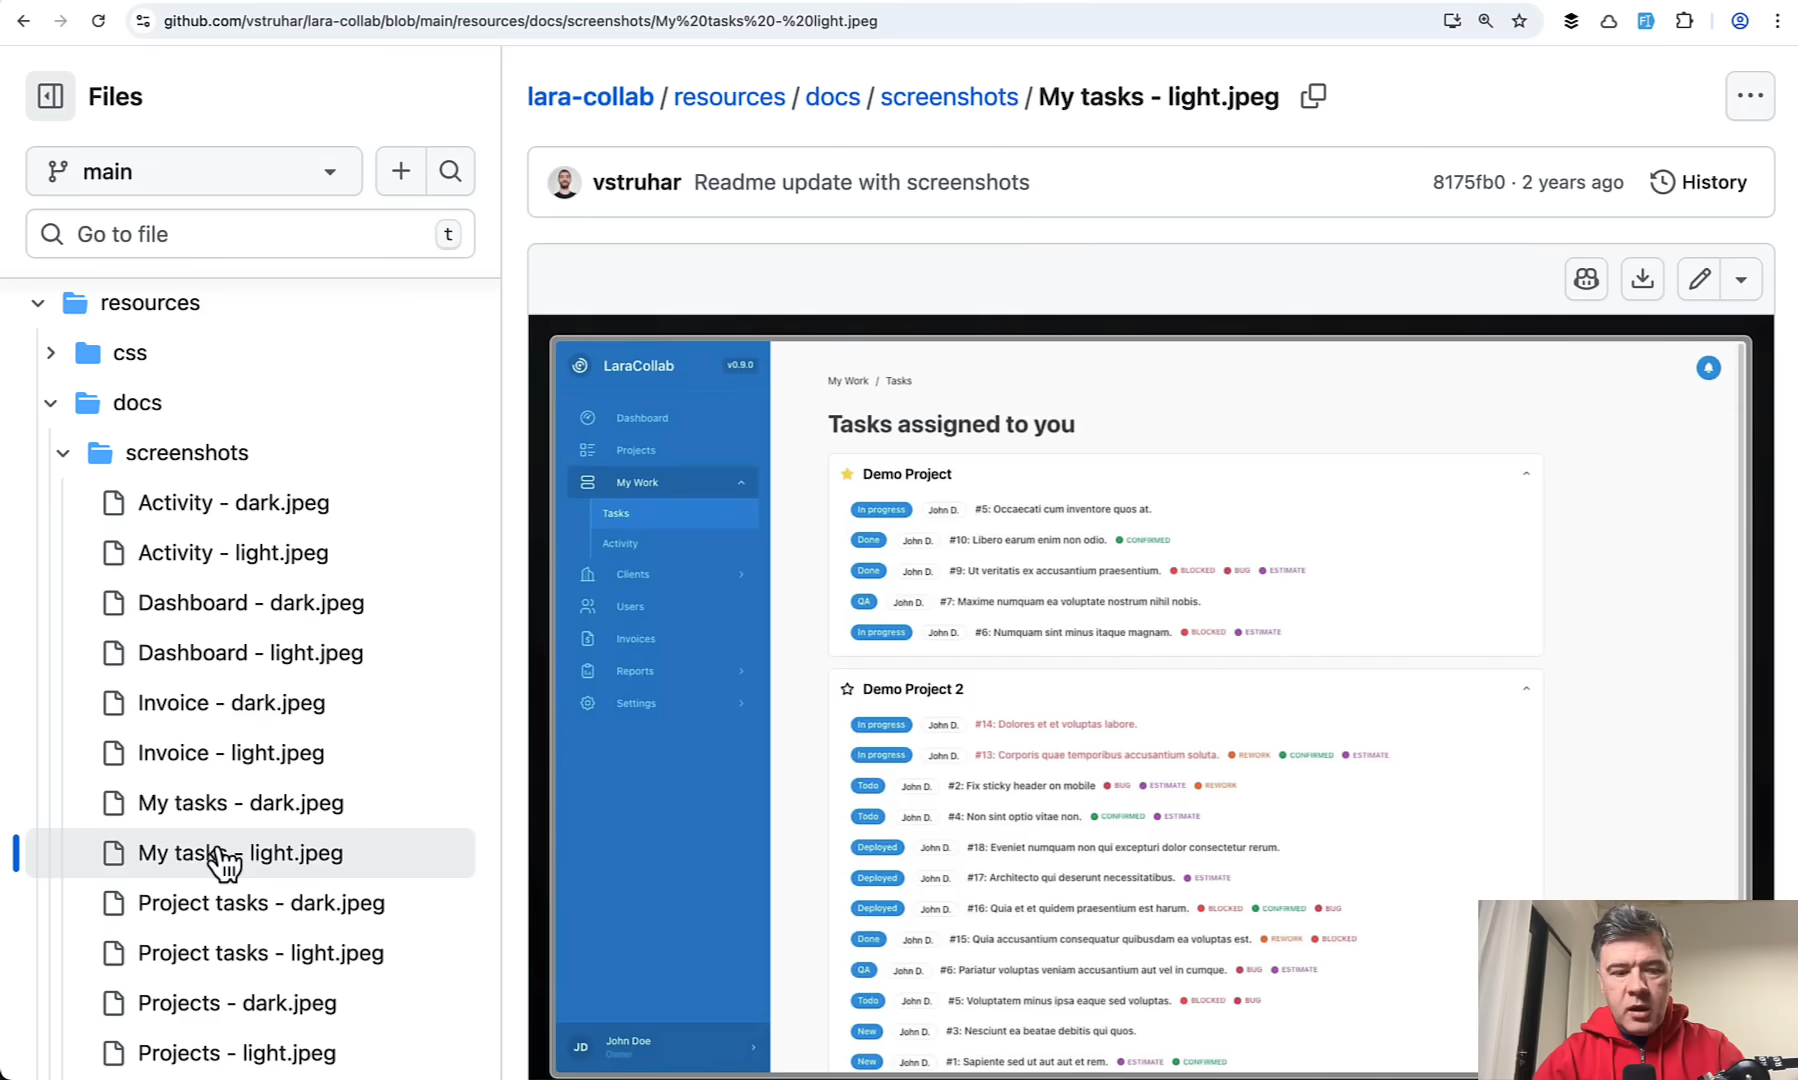 github.com/vstruhar/lara-collab/blob/main/resources/docs/screenshots/My%20tasks%20-%20light.jpeg
Files
main
Go to file
t
resources
css
docs
screenshots
Activity - dark.jpeg
Activity - light.jpeg
Dashboard - dark.jpeg
Dashboard - light.jpeg
Invoice - dark.jpeg
Invoice - light.jpeg
My tasks - dark.jpeg
My tasks - light.jpeg
Project tasks - dark.jpeg
Project tasks - light.jpeg
Projects - dark.jpeg
Projects - light.jpeg
lara-collab / resources / docs / screenshots / My tasks - light.jpeg
vstruhar Readme update with screenshots
8175fb0 · 2 years ago
History
LaraCollab v0.9.0
Dashboard
Projects
My Work
Tasks
Activity
Clients
Users
Invoices
Reports
Settings
JD
John Doe
Owner
My Work / Tasks
Tasks assigned to you
Demo Project
In progress John D. #5: Occaecati cum inventore quos at.
Done John D. #10: Libero earum enim non odio. CONFIRMED
Done John D. #9: Ut veritatis ex accusantium praesentium. BLOCKED BUG ESTIMATE
QA John D. #7: Maxime numquam ea voluptate nostrum nihil nobis.
In progress John D. #6: Numquam sint minus itaque magnam. BLOCKED ESTIMATE
Demo Project 2
In progress John D. #14: Dolores et et voluptas labore.
In progress John D. #13: Corporis quae temporibus accusantium soluta. REWORK CONFIRMED ESTIMATE
Todo John D. #2: Fix sticky header on mobile BUG ESTIMATE REWORK
Todo John D. #4: Non sint optio vitae non. CONFIRMED ESTIMATE
Deployed John D. #18: Eveniet numquam non qui excepturi dolor consectetur rerum.
Deployed John D. #17: Architecto qui deserunt necessitatibus. ESTIMATE
Deployed John D. #16: Quia et et quidem praesentium est harum. BLOCKED CONFIRMED BUG
Done John D. #15: Quia accusantium consequatur quibusdam ea voluptas est. REWORK BLOCKED
QA John D. #6: Pariatur voluptas veniam accusantium aut vel in cumque. BUG ESTIMATE
Todo John D. #5: Voluptatem minus ipsa eaque sed voluptas. BLOCKED BUG
New John D. #3: Nesciunt ea beatae debitis qui quos.
New John D. #1: Sapiente sed ut aut aut et rem. ESTIMATE CONFIRMED